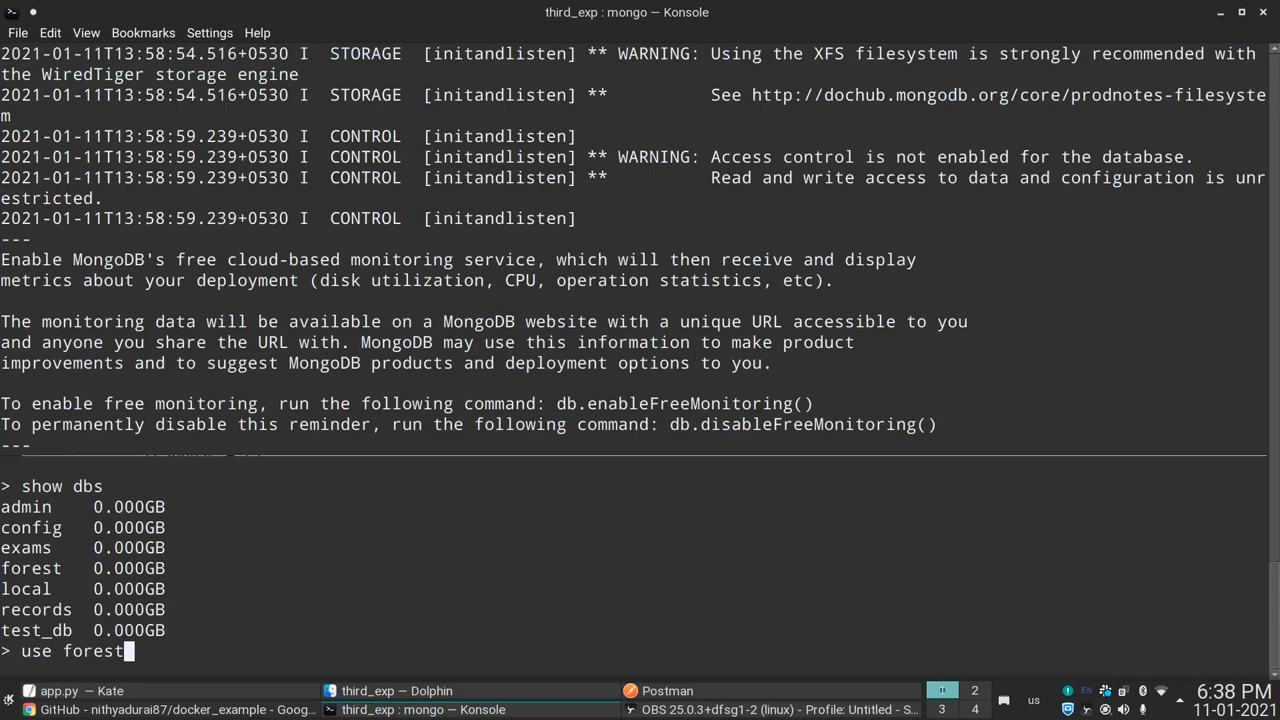 third_exp : mongo — Konsole
File Edit View Bookmarks Settings Help
2021-01-11T13:58:54.516+0530 I  STORAGE  [initandlisten] ** WARNING: Using the XFS filesystem is strongly recommended with
the WiredTiger storage engine
2021-01-11T13:58:54.516+0530 I  STORAGE  [initandlisten] **          See http://dochub.mongodb.org/core/prodnotes-filesyste
m
2021-01-11T13:58:59.239+0530 I  CONTROL  [initandlisten]
2021-01-11T13:58:59.239+0530 I  CONTROL  [initandlisten] ** WARNING: Access control is not enabled for the database.
2021-01-11T13:58:59.239+0530 I  CONTROL  [initandlisten] **          Read and write access to data and configuration is unr
estricted.
2021-01-11T13:58:59.239+0530 I  CONTROL  [initandlisten]
---
Enable MongoDB's free cloud-based monitoring service, which will then receive and display
metrics about your deployment (disk utilization, CPU, operation statistics, etc).
The monitoring data will be available on a MongoDB website with a unique URL accessible to you
and anyone you share the URL with. MongoDB may use this information to make product
improvements and to suggest MongoDB products and deployment options to you.
To enable free monitoring, run the following command: db.enableFreeMonitoring()
To permanently disable this reminder, run the following command: db.disableFreeMonitoring()
---
> show dbs
admin    0.000GB
config   0.000GB
exams    0.000GB
forest   0.000GB
local    0.000GB
records  0.000GB
test_db  0.000GB
> use forest
app.py — Kate third_exp — Dolphin Postman 1 2 EN
GitHub - nithyadurai87/docker_example - Goog... third_exp : mongo — Konsole OBS 25.0.3+dfsg1-2 (linux) - Profile: Untitled - S... 3 4 us
6:38 PM
11-01-2021